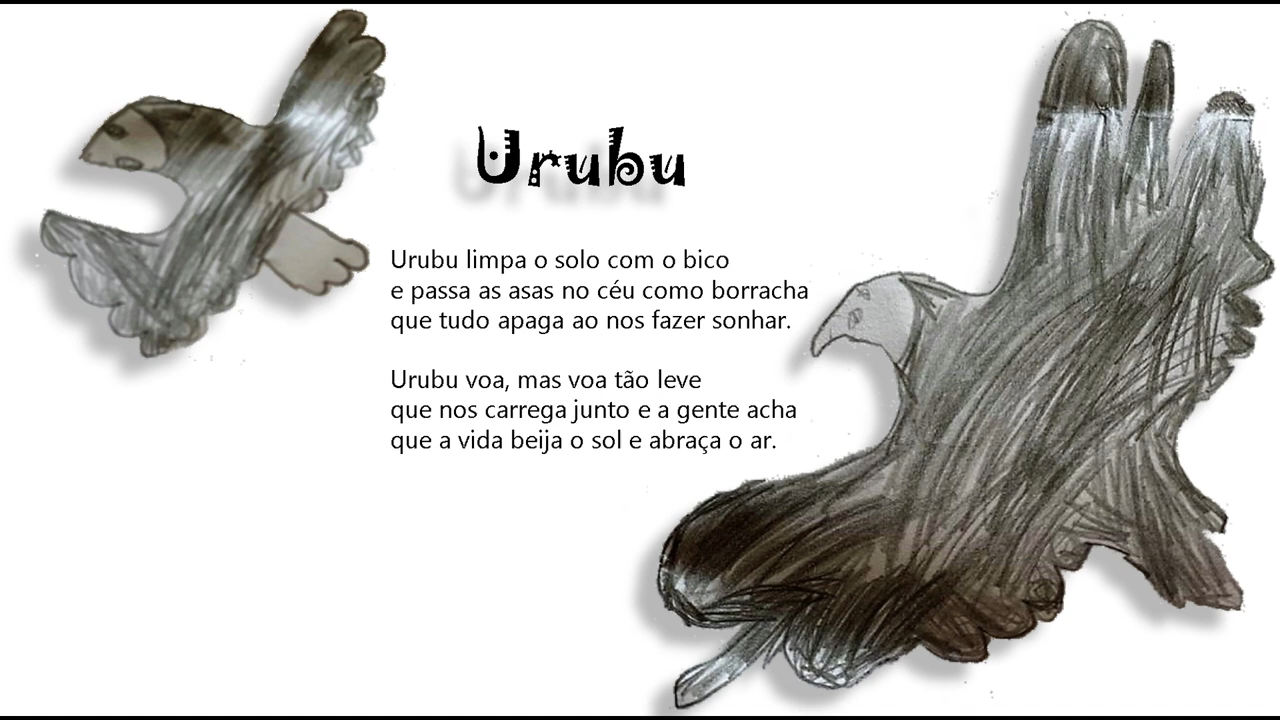 Urubu
Urubu limpa o solo com o bico
e passa as asas no céu como borracha
que tudo apaga ao nos fazer sonhar.
Urubu voa, mas voa tão leve
que nos carrega junto e a gente acha
que a vida beija o sol e abraça o ar.